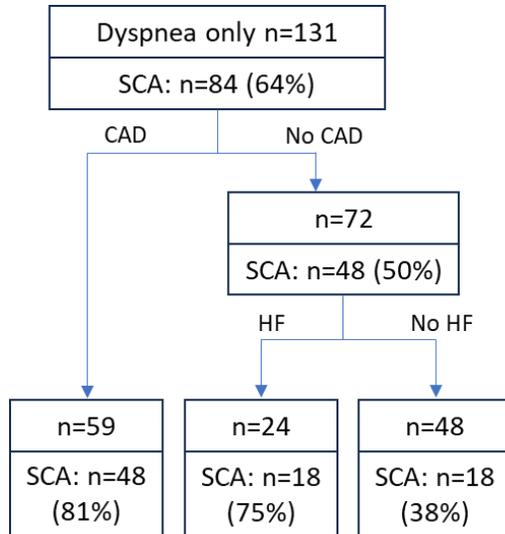 Dyspnea only n=131
SCA: n=84 (64%)
CAD
No CAD
n=72
SCA: n=48 (50%)
HF
No HF
n=59
SCA: n=48
(81%)
n=24
SCA: n=18
(75%)
n=48
SCA: n=18
(38%)